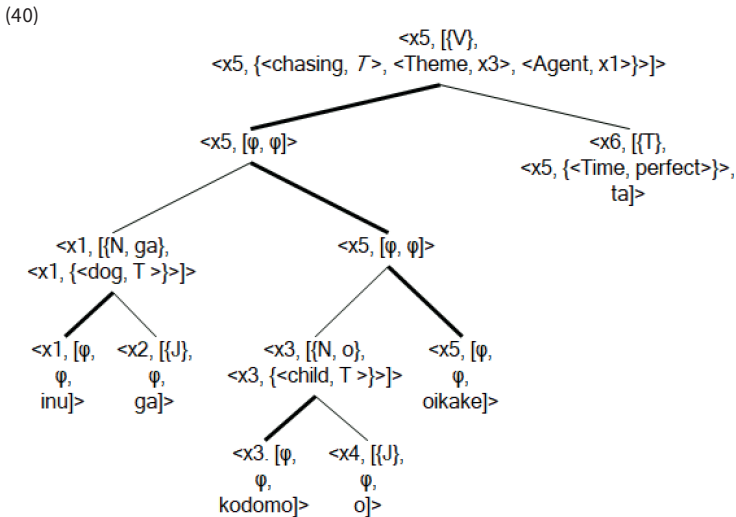 (40)
<x5, [{V},
<x5, {<chasing, T>, <Theme, x3>, <Agent, x1>}>]>
<x5, [φ, φ]>
<x6, [{T},
<x5, {<Time, perfect>}>,
ta]>
<x1, [{N, ga},
<x1, {<dog, T >}>]>
<x5, [φ, φ]>
<x1, [φ,
φ,
inu]>
<x2, [{J},
φ,
ga]>
<x3, [{N, o},
<x3, {<child, T >}>]>
<x5, [φ,
φ,
oikake]>
<x3. [φ,
φ,
kodomo]>
<x4, [{J},
φ,
o]>